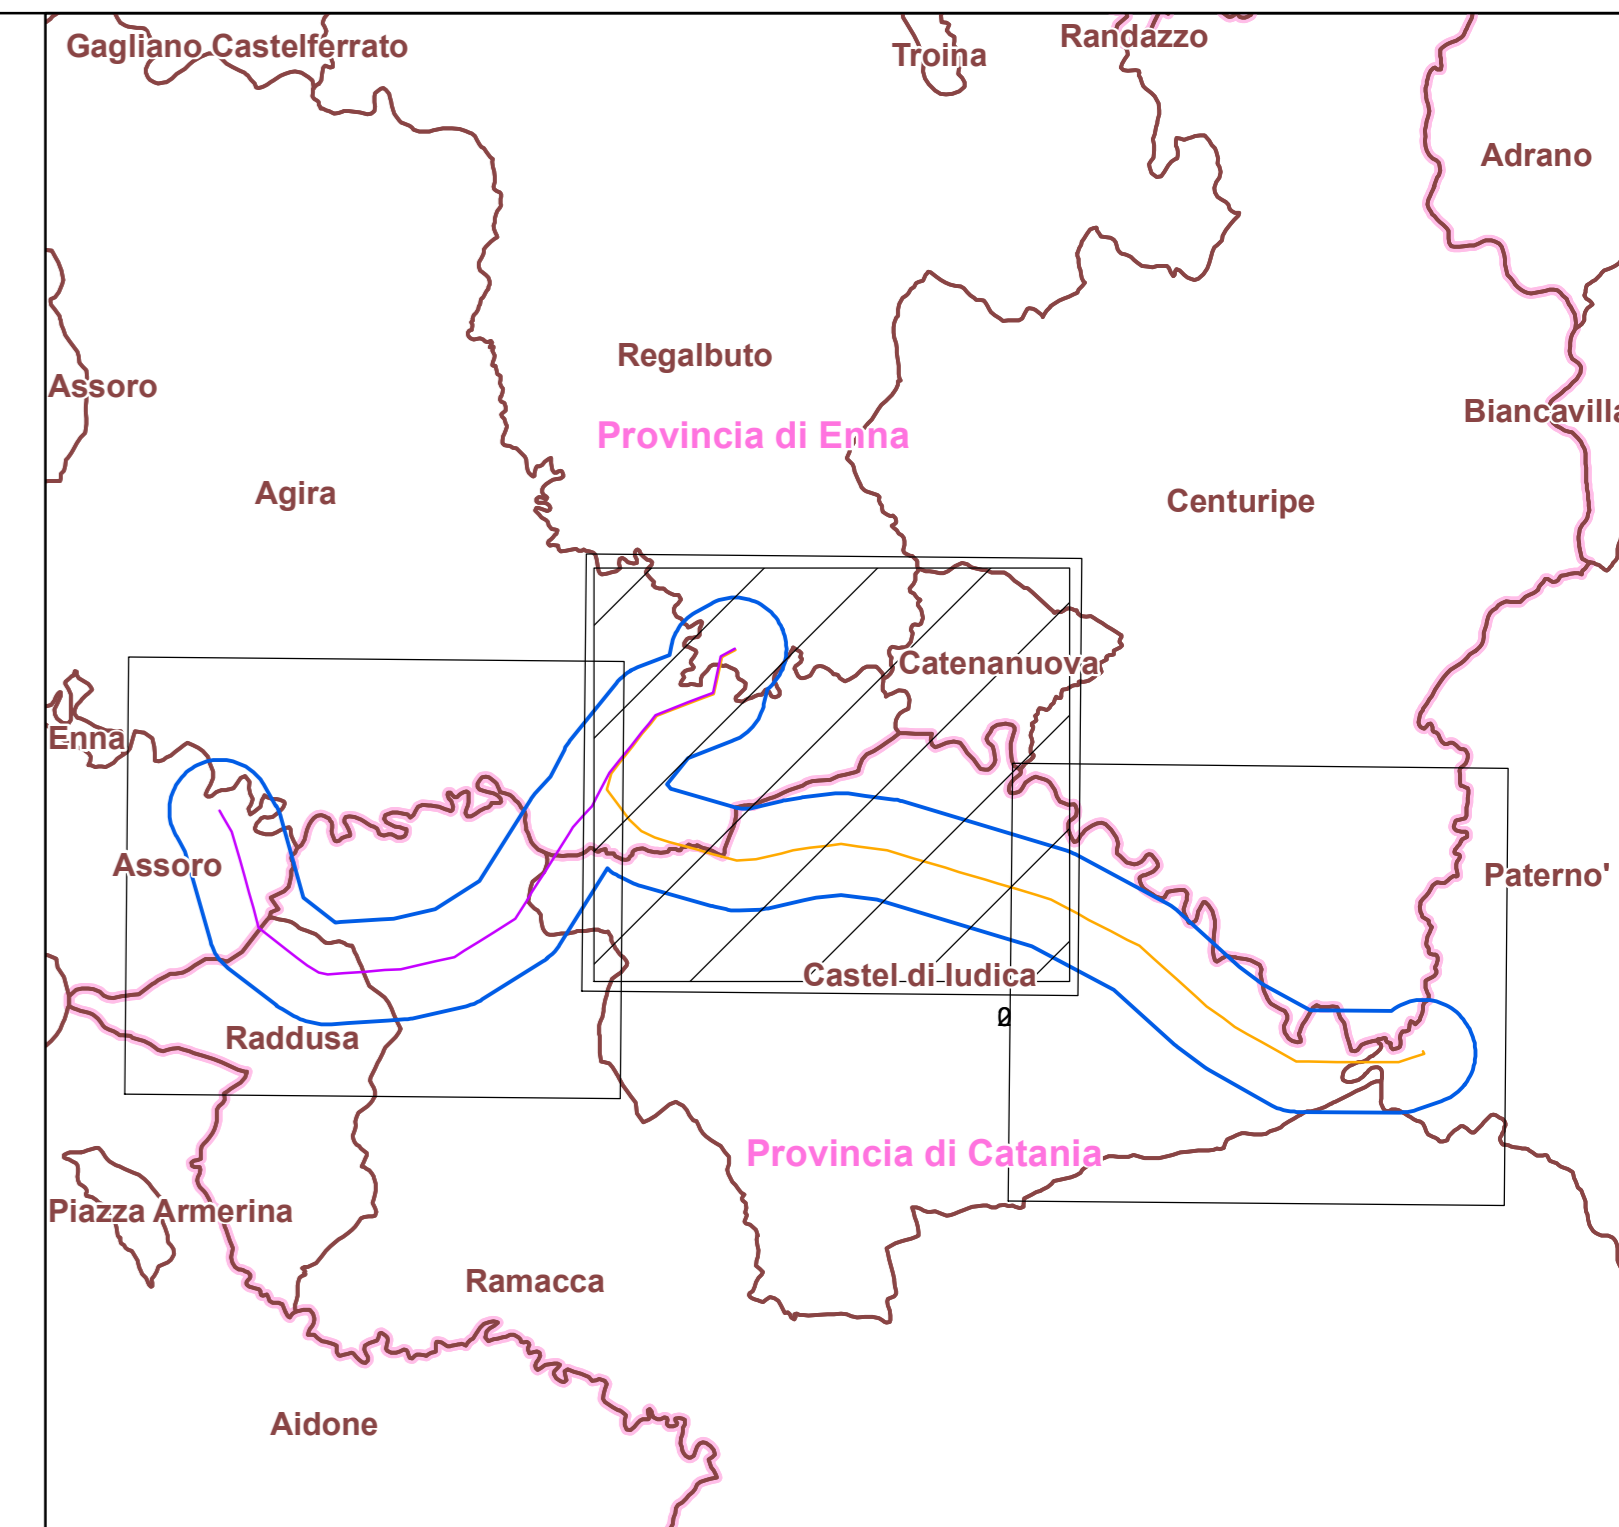 Gagliano Castelferrato
Troina
Randazzo
Adrano
Regalbuto
Assoro
Biancavilla
Provincia di Enna
Agira
Centuripe
Catenanuova
Enna
Assoro
Paterno'
Castel di Iudica
Raddusa
Provincia di Catania
Piazza Armerina
Ramacca
Aidone